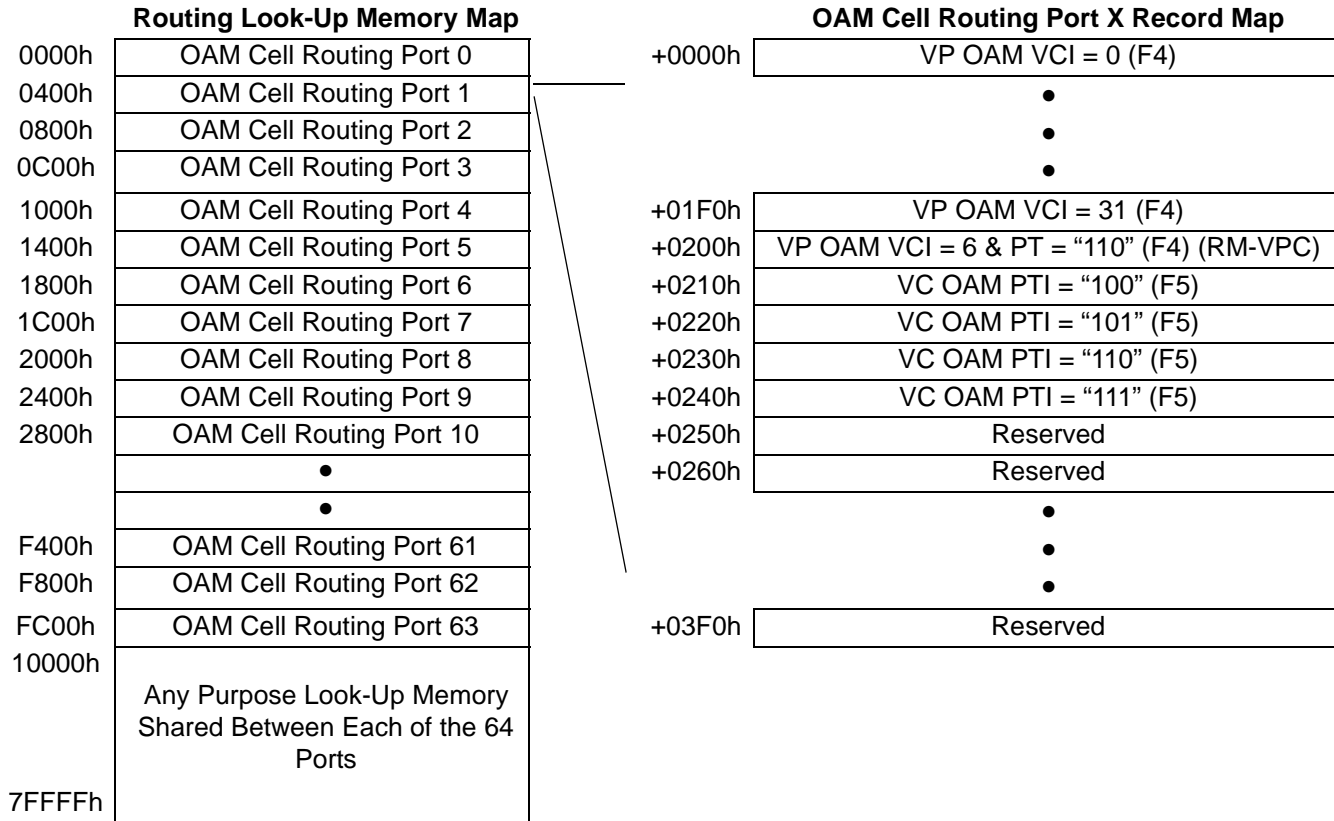 Routing Look-Up Memory Map
0000h OAM Cell Routing Port 0
0400h OAM Cell Routing Port 1
0800h OAM Cell Routing Port 2
0C00h OAM Cell Routing Port 3
1000h OAM Cell Routing Port 4
1400h OAM Cell Routing Port 5
1800h OAM Cell Routing Port 6
1C00h OAM Cell Routing Port 7
2000h OAM Cell Routing Port 8
2400h OAM Cell Routing Port 9
2800h OAM Cell Routing Port 10
•
•
F400h OAM Cell Routing Port 61
F800h OAM Cell Routing Port 62
FC00h OAM Cell Routing Port 63
10000h
Any Purpose Look-Up Memory
Shared Between Each of the 64
Ports
7FFFFh
OAM Cell Routing Port X Record Map
+0000h VP OAM VCI = 0 (F4)
•
•
•
+01F0h VP OAM VCI = 31 (F4)
+0200h VP OAM VCI = 6 & PT = “110” (F4) (RM-VPC)
+0210h VC OAM PTI = “100” (F5)
+0220h VC OAM PTI = “101” (F5)
+0230h VC OAM PTI = “110” (F5)
+0240h VC OAM PTI = “111” (F5)
+0250h Reserved
+0260h Reserved
•
•
•
+03F0h Reserved